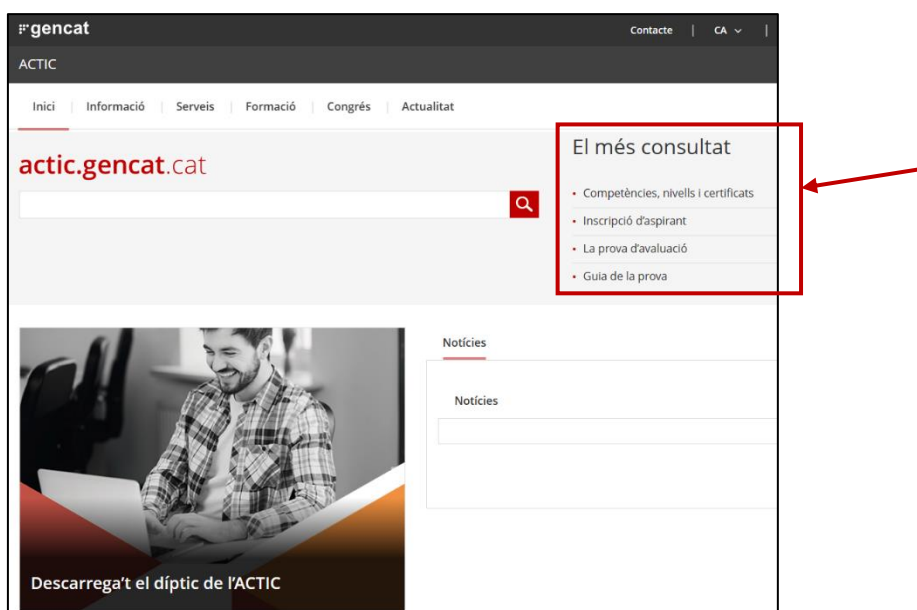 gencat
Contacte | CA |
ACTIC
Inici | Informació | Serveis | Formació | Congrés | Actualitat
El més consultat
actic.gencat.cat
• Competències, nivells i certificats
• Inscripció d'aspirant
• La prova d'avaluació
• Guia de la prova
Notícies
Notícies
Descarrega't el díptic de l'ACTIC